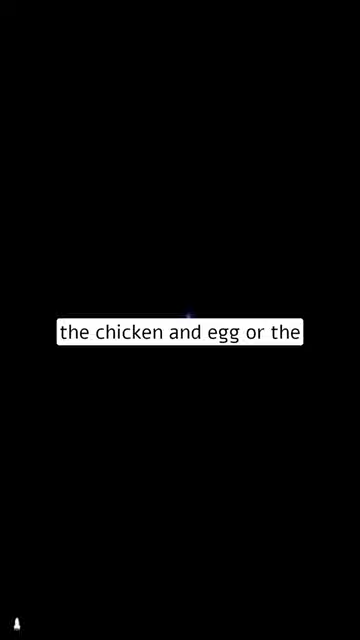 the chicken and egg or the